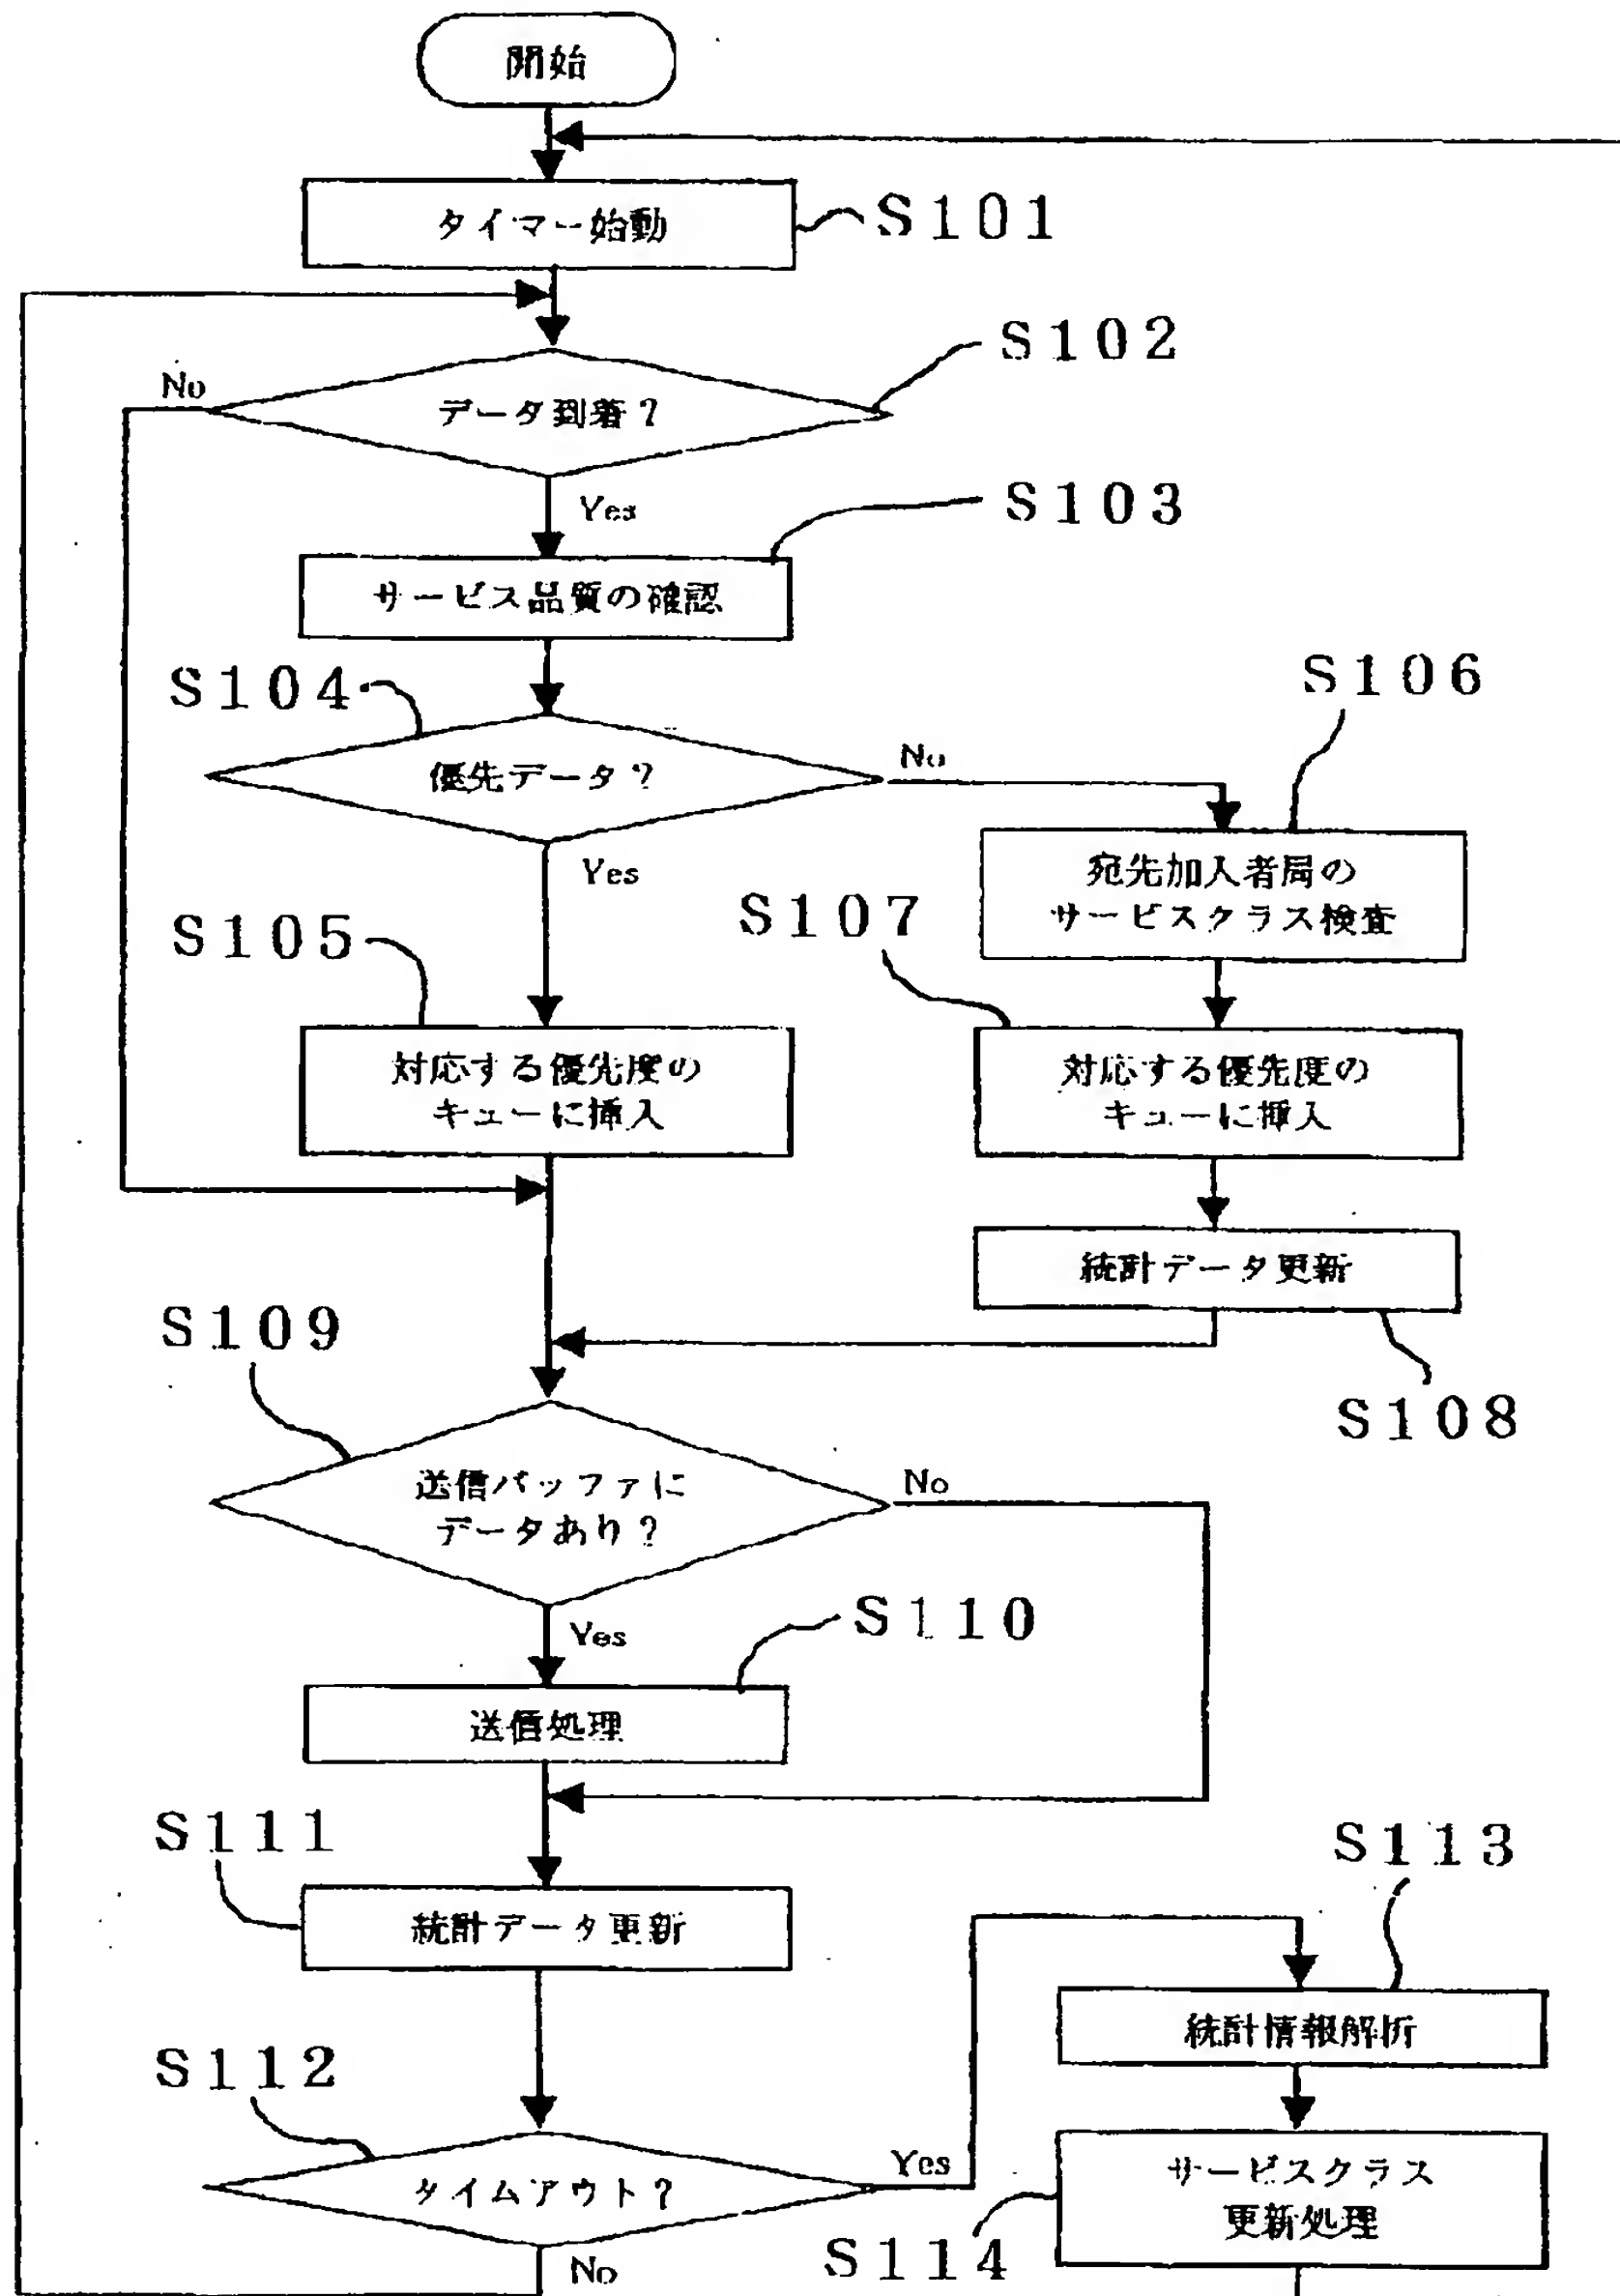 開始
タイマー始動
S101
S102
No
データ到着?
Yes
S103
サービス品質の確認
S104
S106
優先データ?
No
Yes
宛先加入者局の
サービスクラス検査
S105
S107
対応する優先度の
キューに挿入
対応する優先度の
キューに挿入
統計データ更新
S109
S108
送信バッファに
データあり?
No
Yes
S110
送信処理
S111
S113
統計データ更新
統計情報解析
S112
タイムアウト?
Yes
サービスクラス
更新処理
No
S114